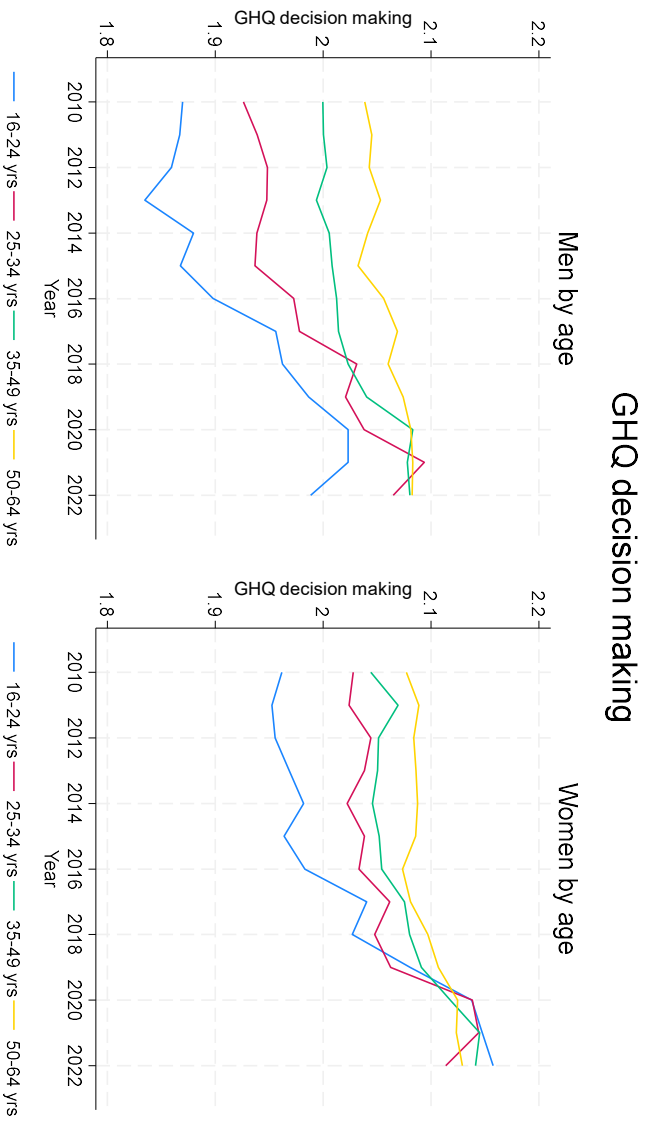 GHQ decision making
Men by age
GHQ decision making
2.2
2.1
2
1.9
1.8
2010 2012 2014 2016 2018 2020 2022
Year
16-24 yrs 25-34 yrs 35-49 yrs 50-64 yrs
Women by age
GHQ decision making
2.2
2.1
2
1.9
1.8
2010 2012 2014 2016 2018 2020 2022
Year
16-24 yrs 25-34 yrs 35-49 yrs 50-64 yrs